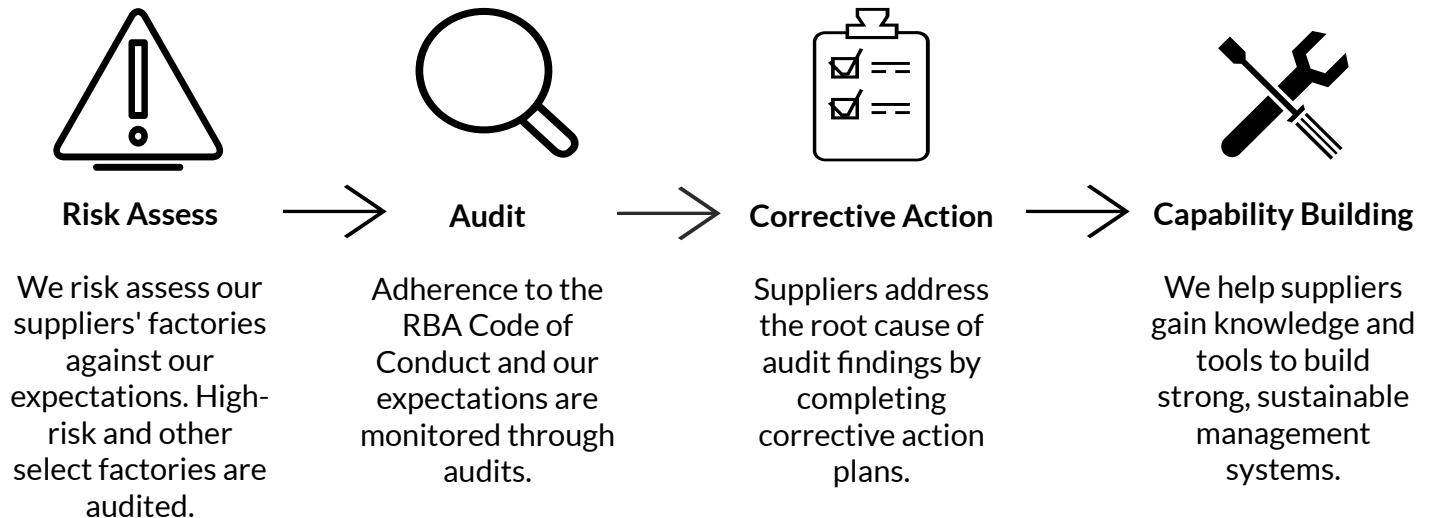 Risk Assess
We risk assess our
suppliers' factories
against our
expectations. High-
risk and other
select factories are
audited.
Audit
Adherence to the
RBA Code of
Conduct and our
expectations are
monitored through
audits.
Corrective Action
Suppliers address
the root cause of
audit findings by
completing
corrective action
plans.
Capability Building
We help suppliers
gain knowledge and
tools to build
strong, sustainable
management
systems.